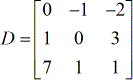 D = [ 0 -1 -2
1 0 3
7 1 1 ]